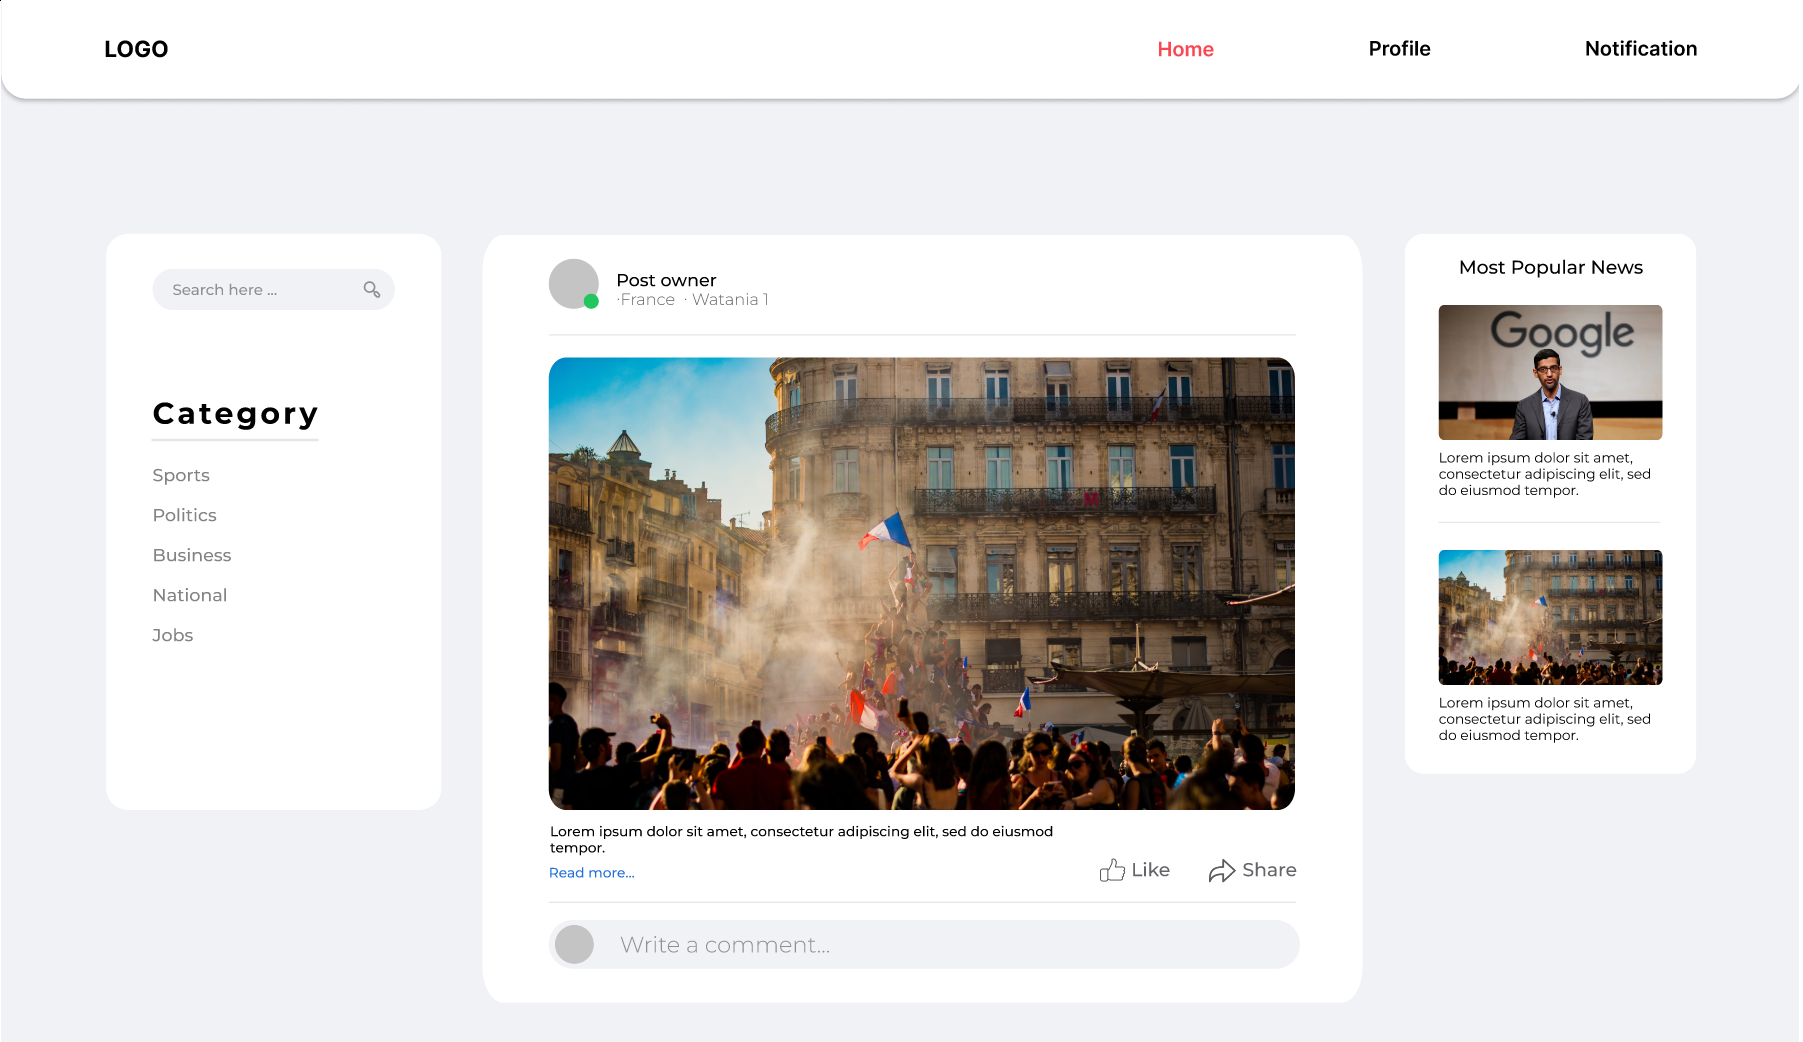 LOGO
Home
Profile
Notification
Search here ...
Category
Sports
Politics
Business
National
Jobs
Post owner
·France · Watania 1
M
Lorem ipsum dolor sit amet, consectetur adipiscing elit, sed do eiusmod
tempor.
Read more...
Like
Share
Write a comment...
Most Popular News
Google
Lorem ipsum dolor sit amet,
consectetur adipiscing elit, sed
do eiusmod tempor.
Lorem ipsum dolor sit amet,
consectetur adipiscing elit, sed
do eiusmod tempor.